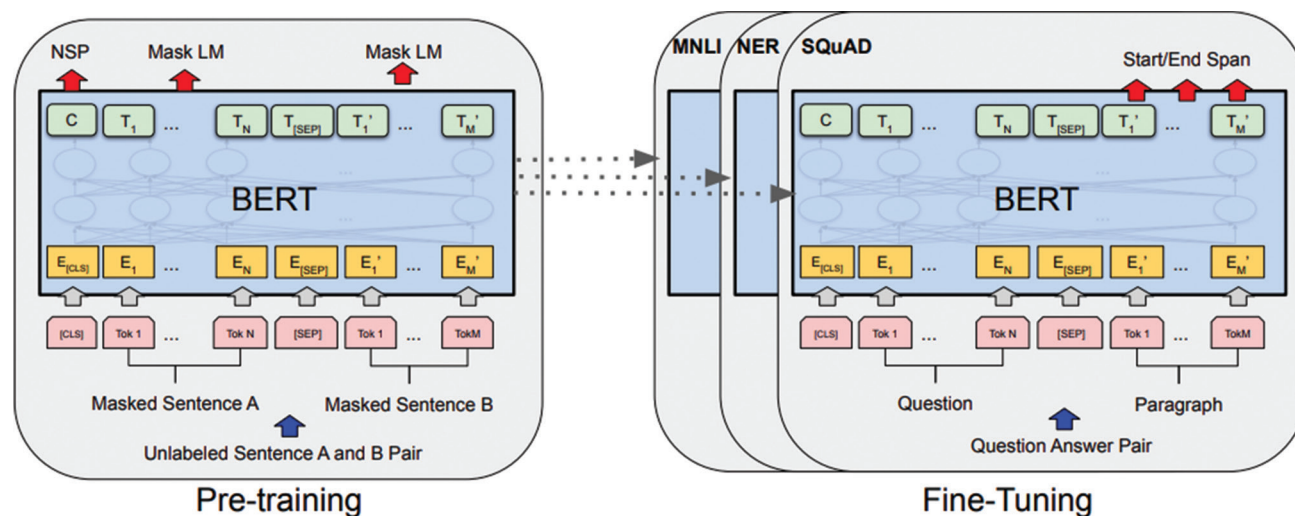 NSP Mask LM Mask LM
C T1 ... TN T[SEP] T1' ... TM'
...
BERT
...
E[CLS] E1 ... EN E[SEP] E1' ... EM'
[CLS] Tok 1 ... Tok N [SEP] Tok 1 ... TokM
Masked Sentence A Masked Sentence B
Unlabeled Sentence A and B Pair
Pre-training
MNLI NER SQuAD
Start/End Span
C T1 ... TN T[SEP] T1' ... TM'
...
BERT
...
E[CLS] E1 ... EN E[SEP] E1' ... EM'
[CLS] Tok 1 ... Tok N [SEP] Tok 1 ... TokM
Question Paragraph
Question Answer Pair
Fine-Tuning